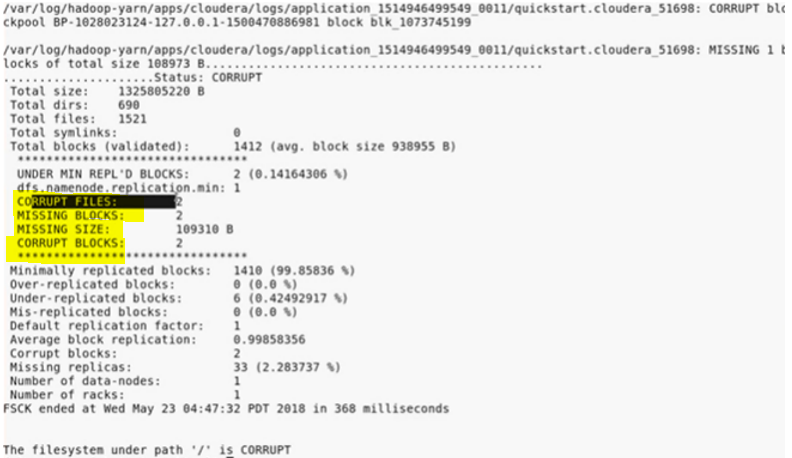 /var/log/hadoop-yarn/apps/cloudera/logs/application_1514946499549_0011/quickstart.cloudera_51698: CORRUPT blo
ckpool BP-1028023124-127.0.0.1-1500470886981 block blk_1073745199
/var/log/hadoop-yarn/apps/cloudera/logs/application_1514946499549_0011/quickstart.cloudera_51698: MISSING 1 b
locks of total size 108973 B..............................................
....................Status: CORRUPT
Total size: 1325805220 B
Total dirs: 690
Total files: 1521
Total symlinks: 0
Total blocks (validated): 1412 (avg. block size 938955 B)
********************************
UNDER MIN REPL'D BLOCKS: 2 (0.14164306 %)
dfs.namenode.replication.min: 1
CORRUPT FILES: 2
MISSING BLOCKS: 2
MISSING SIZE: 109310 B
CORRUPT BLOCKS: 2
********************************
Minimally replicated blocks: 1410 (99.85836 %)
Over-replicated blocks: 0 (0.0 %)
Under-replicated blocks: 6 (0.42492917 %)
Mis-replicated blocks: 0 (0.0 %)
Default replication factor: 1
Average block replication: 0.99858356
Corrupt blocks: 2
Missing replicas: 33 (2.283737 %)
Number of data-nodes: 1
Number of racks: 1
FSCK ended at Wed May 23 04:47:32 PDT 2018 in 368 milliseconds
The filesystem under path '/' is CORRUPT